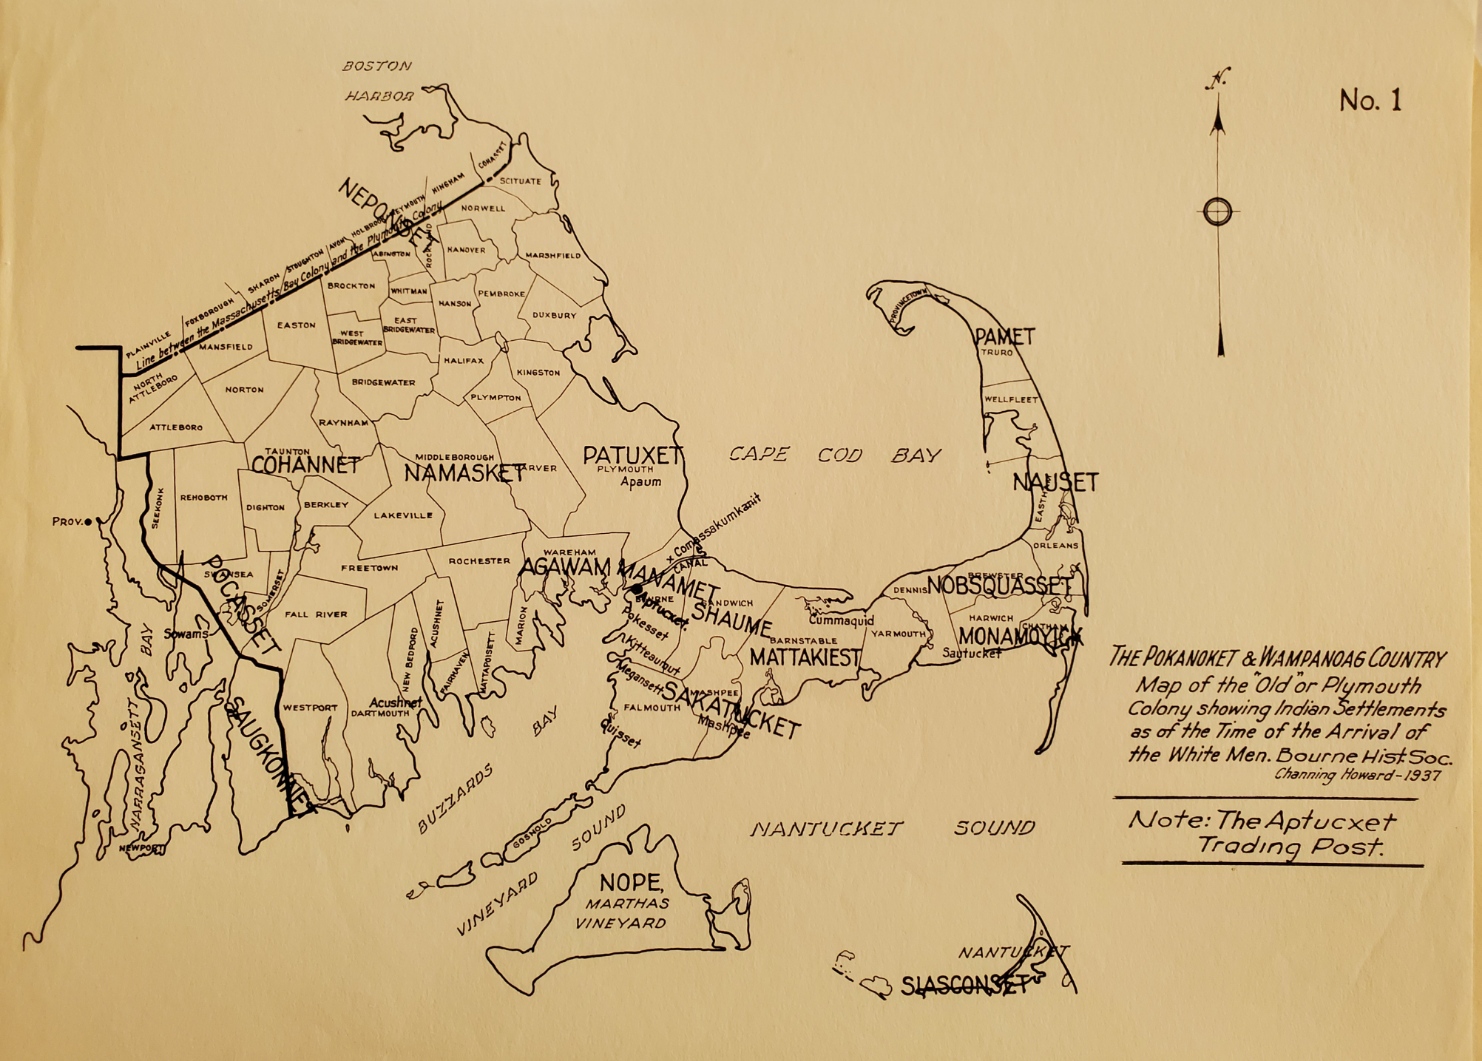 BOSTON
HARBOR
N.
No. 1
NEPONSET
COHASSET
HINGHAM
WEYMOUTH
HOLBROOK
AVON
STOUGHTON
SHARON
FOXBOROUGH
PLAINVILLE
Line between the Massachusetts Bay Colony and the Plymouth Colony
SCITUATE
NORWELL
ROCKLAND
HANOVER
ABINGTON
MARSHFIELD
BROCKTON
WHITMAN
HANSON
PEMBROKE
DUXBURY
EASTON
WEST
BRIDGEWATER
EAST
BRIDGEWATER
MANSFIELD
NORTH
ATTLEBORO
NORTON
BRIDGEWATER
HALIFAX
KINGSTON
PLYMPTON
ATTLEBORO
RAYNHAM
TAUNTON
COHANNET
MIDDLEBOROUGH
NAMASKET
CARVER
PATUXET
PLYMOUTH
Apaum
CAPE COD BAY
PROVINCETOWN
PAMET
TRURO
WELLFLEET
NAUSET
EASTHAM
ORLEANS
PROV.
SEEKONK
REHOBOTH
DIGHTON
BERKLEY
LAKEVILLE
SWANSEA
POCASSET
SOMERSET
FREETOWN
ROCHESTER
WAREHAM
AGAWAM
MANAMET
x Comassakumkanit
CANAL
BOURNE
Aptucxet.
Pokesset
Kitteaumut
Megansett
SANDWICH
SHAUME
BARNSTABLE
MATTAKIEST
Cummaquid
DENNIS
YARMOUTH
BREWSTER
NOBSQUASSET
HARWICH
CHATHAM
MONAMOYICK
Sautucket
FALL RIVER
Sowams
NEW BEDFORD
ACUSHNET
FAIRHAVEN
MATTAPOISETT
MARION
Acushnet
DARTMOUTH
WESTPORT
SAUGKONNET
MASHPEE
SAKATUCKET
Mashpee
FALMOUTH
Quisset
NARRAGANSETT BAY
NEWPORT
BUZZARDS BAY
GOSNOLD
VINEYARD SOUND
NANTUCKET SOUND
NOPE,
MARTHAS
VINEYARD
NANTUCKET
SIASCONSET
THE POKANOKET & WAMPANOAG COUNTRY
Map of the "Old" or Plymouth
Colony showing Indian Settlements
as of the Time of the Arrival of
the White Men. Bourne Hist. Soc.
Channing Howard-1937
Note: The Aptucxet
Trading Post.